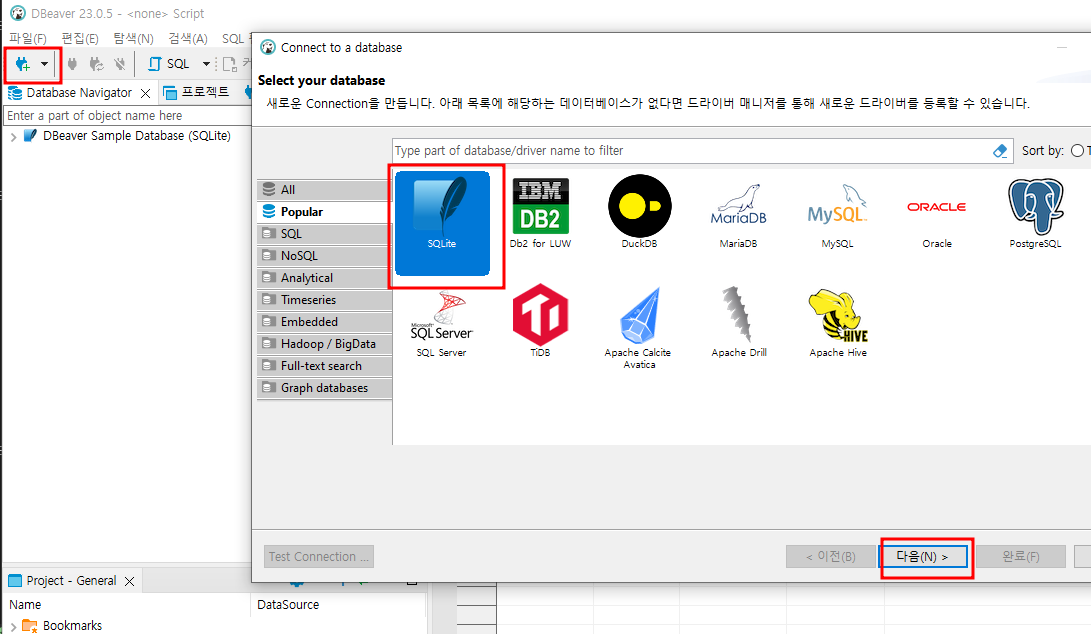 DBeaver 23.0.5 - <none> Script
파일(F) 편집(E) 탐색(N) 검색(A) SQL
SQL
Database Navigator 프로젝트
Enter a part of object name here
DBeaver Sample Database (SQLite)
Connect to a database
Select your database
새로운 Connection을 만듭니다. 아래 목록에 해당하는 데이터베이스가 없다면 드라이버 매니저를 통해 새로운 드라이버를 등록할 수 있습니다.
Type part of database/driver name to filter Sort by:
All
Popular
SQL
NoSQL
Analytical
Timeseries
Embedded
Hadoop / BigData
Full-text search
Graph databases
IBM
DB2
MariaDB
MySQL
ORACLE
SQLite Db2 for LUW DuckDB MariaDB MySQL Oracle PostgreSQL
Microsoft
SQL Server
HIVE
SQL Server TiDB Apache Calcite Avatica Apache Drill Apache Hive
Test Connection ... < 이전(B) 다음(N) > 완료(F)
Project - General
Name DataSource
Bookmarks